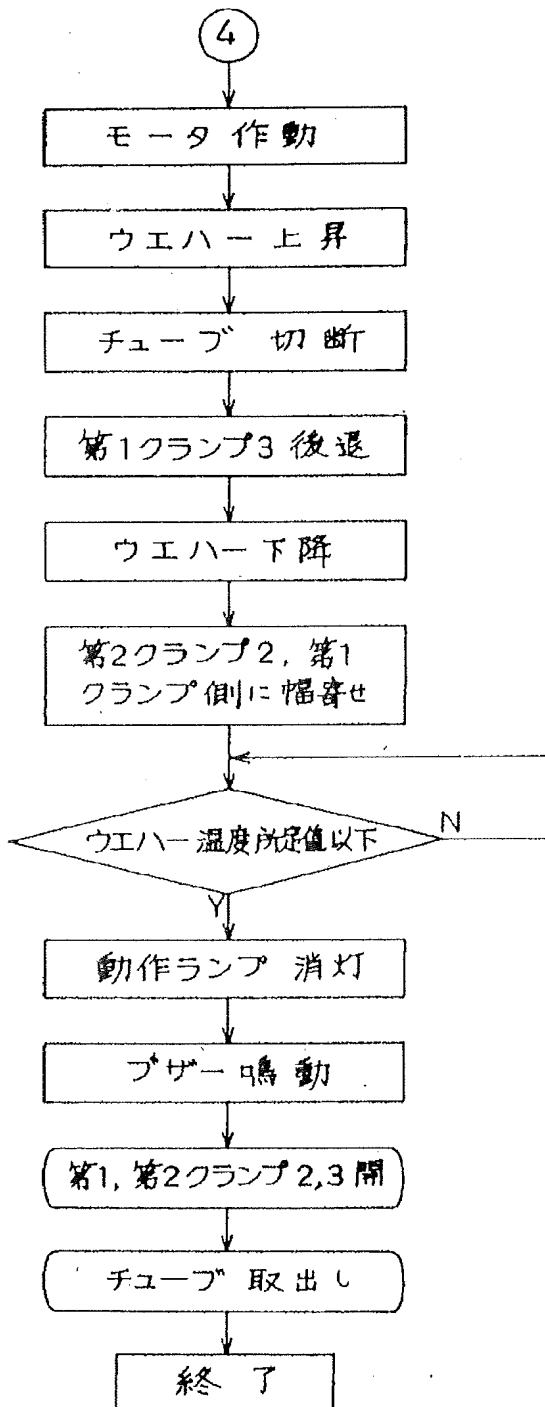 4
モータ作動
ウエハー上昇
チューブ 切断
第1クランプ3後退
ウエハー下降
第2クランプ2,第1
クランプ側に幅寄せ
ウエハー温度所定値以下
N
Y
動作ランプ 消灯
ブザー鳴動
第1,第2クランプ2,3開
チューブ 取出し
終了